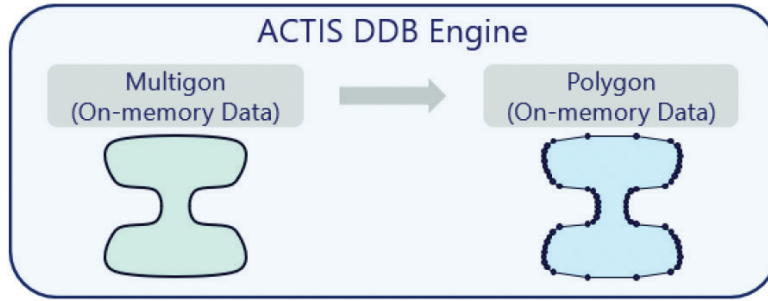 ACTIS DDB Engine
Multigon
(On-memory Data)
Polygon
(On-memory Data)